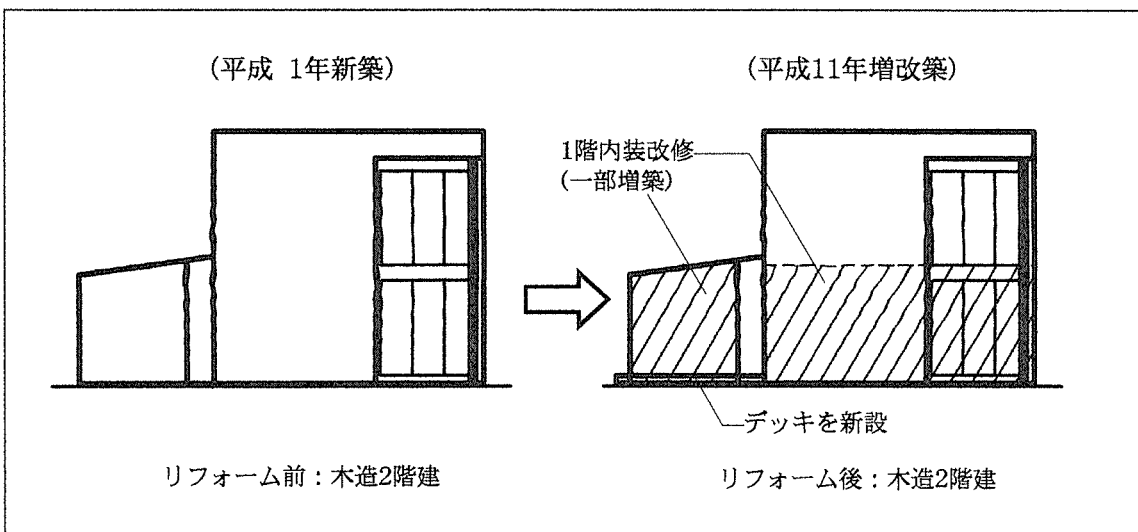 (平成 1年新築)
(平成11年増改築)
1階内装改修
(一部増築)
デッキを新設
リフォーム前：木造2階建
リフォーム後：木造2階建